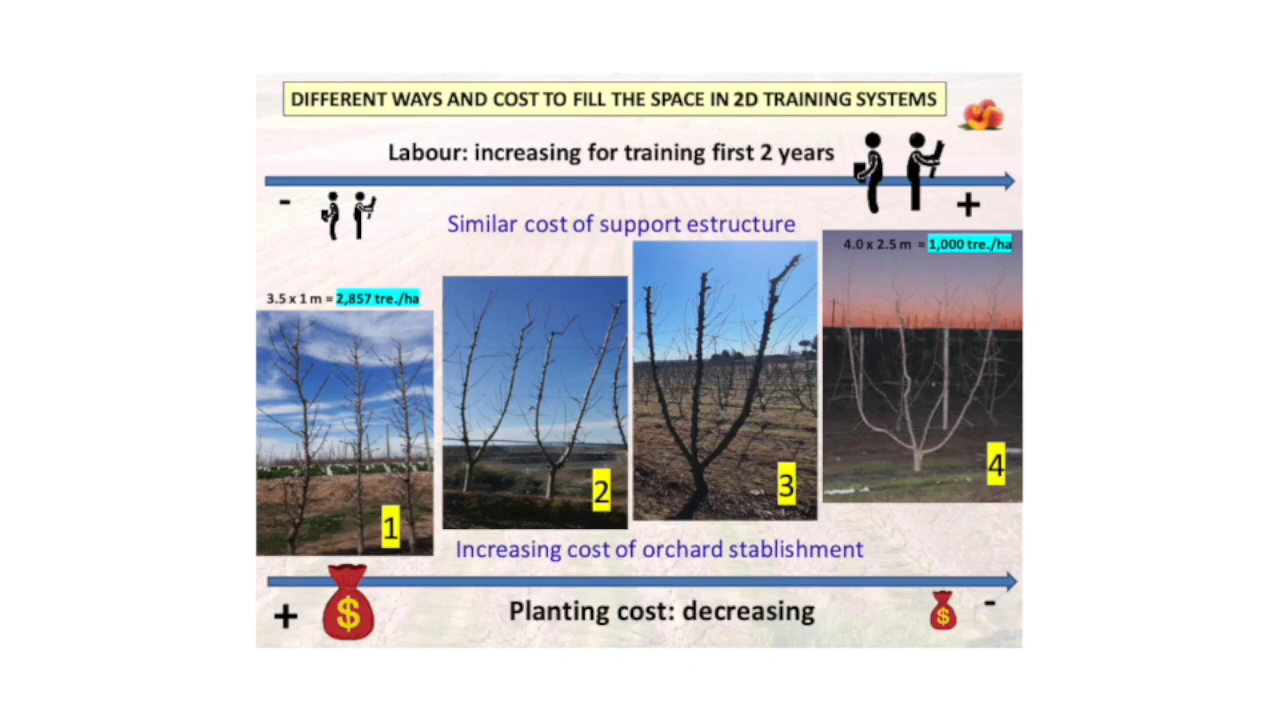 DIFFERENT WAYS AND COST TO FILL THE SPACE IN 2D TRAINING SYSTEMS
Labour: increasing for training first 2 years
-
+
Similar cost of support estructure
4.0 x 2.5 m = 1,000 tre./ha
3.5 x 1 m = 2,857 tre./ha
1
2
3
4
Increasing cost of orchard stablishment
+
$
Planting cost: decreasing
$
-